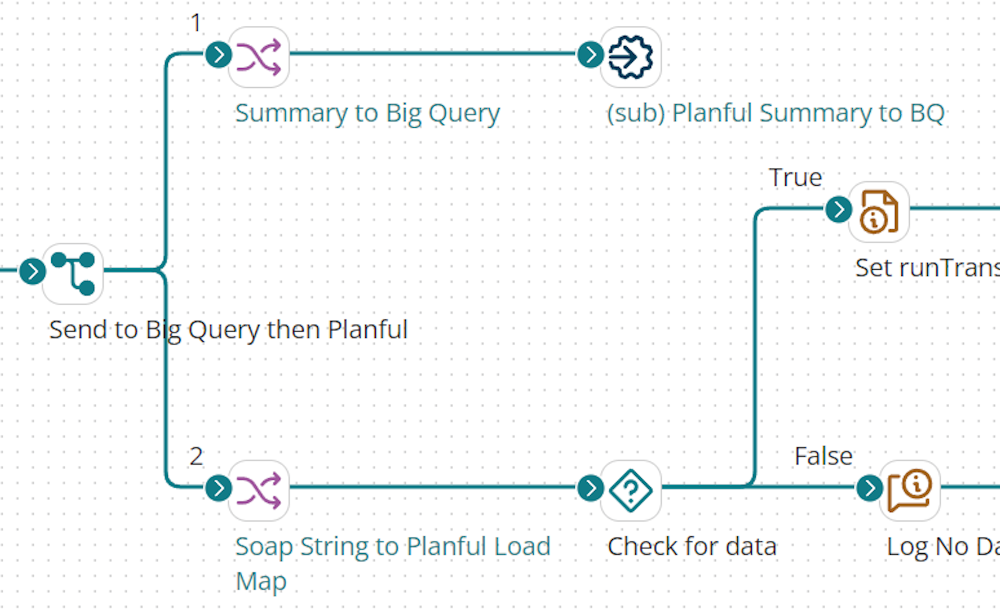 1
Summary to Big Query
(sub) Planful Summary to BQ
True
Set runTrans
Send to Big Query then Planful
2
False
Soap String to Planful Load
Map
Check for data
Log No Da